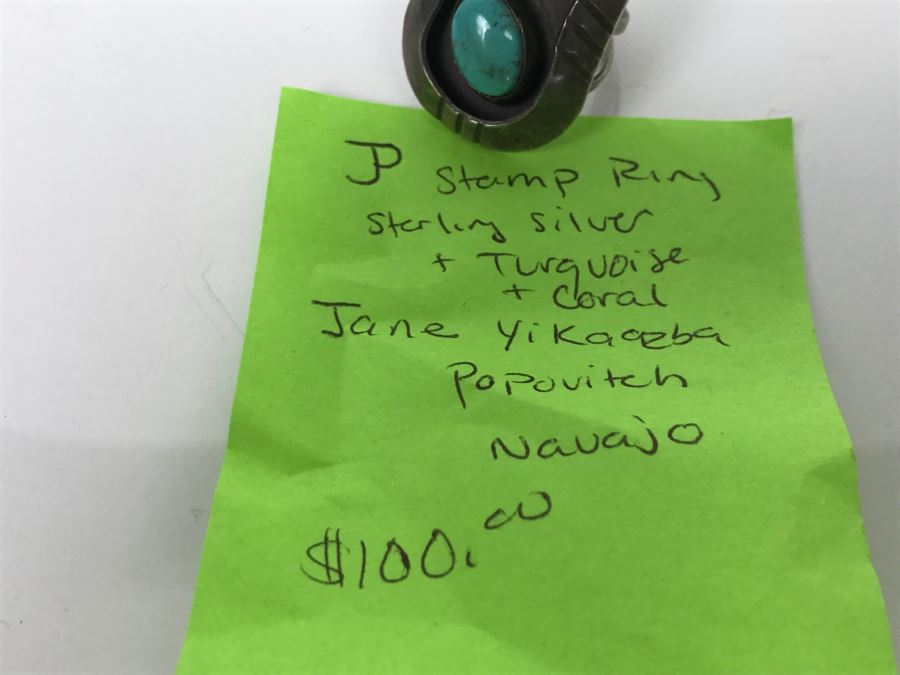 JP Stamp Ring
Sterling Silver
+ Turquoise
+ Coral
Jane Yikaazba
Popovitch
Navajo
$100.00